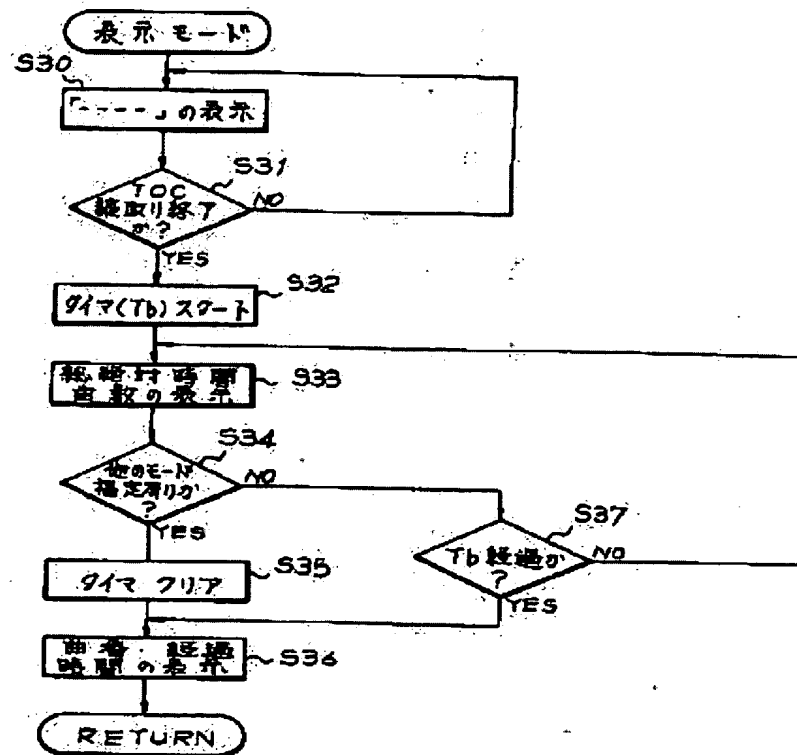 表示モード
S30
「----」の表示
S31
TOC
読取り終了
か?
NO
YES
S32
タイマ(Tb)スタート
総絶対時間
曲数の表示
S33
S34
他のモード
指定有りか
?
NO
YES
S37
Tb経過か
?
NO
YES
タイマ クリア
S35
曲番・経過
時間の表示
S36
RETURN